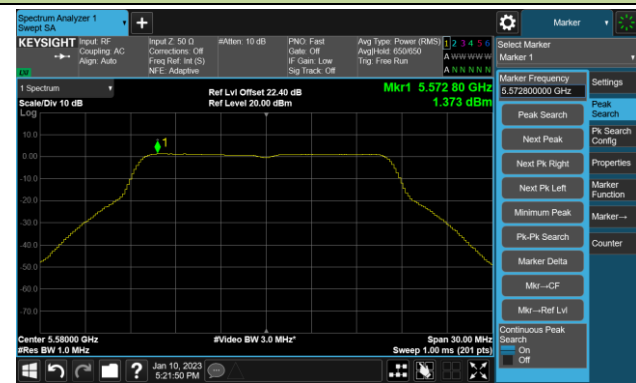 Spectrum Analyzer 1
Swept SA
Marker
KEYSIGHT
Input: RF
Coupling: AC
Align: Auto
Input Z: 50 Ω
Corrections: Off
Freq Ref: Int (S)
NFE: Adaptive
#Atten: 10 dB
PNO: Fast
Gate: Off
IF Gain: Low
Sig Track: Off
Avg Type: Power (RMS)
Avg|Hold: 650/650
Trig: Free Run
1 2 3 4 5 6
A W W W W W
A N N N N N
Select Marker
Marker 1
1 Spectrum
Scale/Div 10 dB
Log
Ref Lvl Offset 22.40 dB
Ref Level 20.00 dBm
Mkr1 5.572 80 GHz
1.373 dBm
1
10.0
0.00
-10.0
-20.0
-30.0
-40.0
-50.0
-60.0
-70.0
Center 5.58000 GHz
#Res BW 1.0 MHz
#Video BW 3.0 MHz*
Span 30.00 MHz
Sweep 1.00 ms (201 pts)
Marker Frequency
5.572800000 GHz
Peak Search
Next Peak
Next Pk Right
Next Pk Left
Minimum Peak
Pk-Pk Search
Marker Delta
Mkr→CF
Mkr→Ref Lvl
Continuous Peak
Search
On
Off
Settings
Peak
Search
Pk Search
Config
Properties
Marker
Function
Marker→
Counter
?
Jan 10, 2023
5:21:50 PM